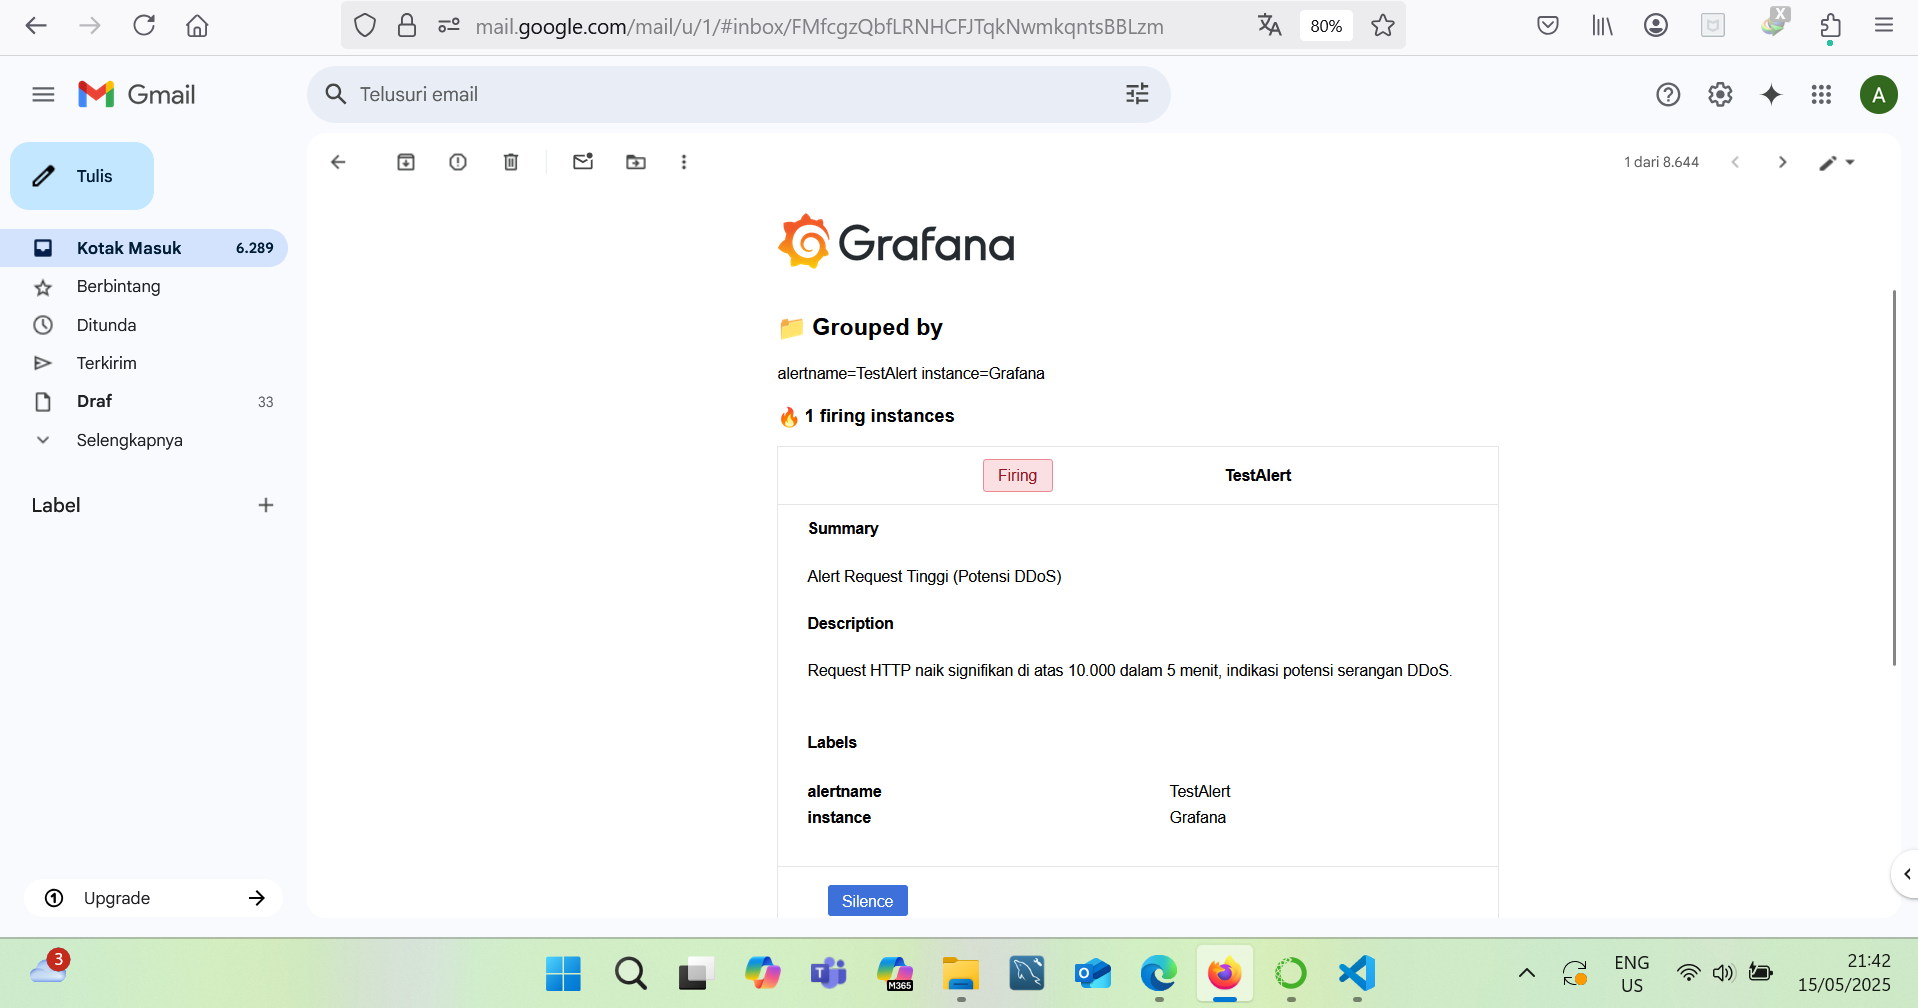 mail.google.com/mail/u/1/#inbox/FMfcgzQbfLRNHCFJTqkNwmkqntsBBLzm
80%
Gmail
Telusuri email
A
Tulis
1 dari 8.644
Kotak Masuk 6.289
Berbintang
Ditunda
Terkirim
Draf 33
Selengkapnya
Label
Upgrade
Grafana
Grouped by
alertname=TestAlert instance=Grafana
1 firing instances
Firing TestAlert
Summary
Alert Request Tinggi (Potensi DDoS)
Description
Request HTTP naik signifikan di atas 10.000 dalam 5 menit, indikasi potensi serangan DDoS.
Labels
alertname TestAlert
instance Grafana
Silence
3
M365
ENG
US
21:42
15/05/2025